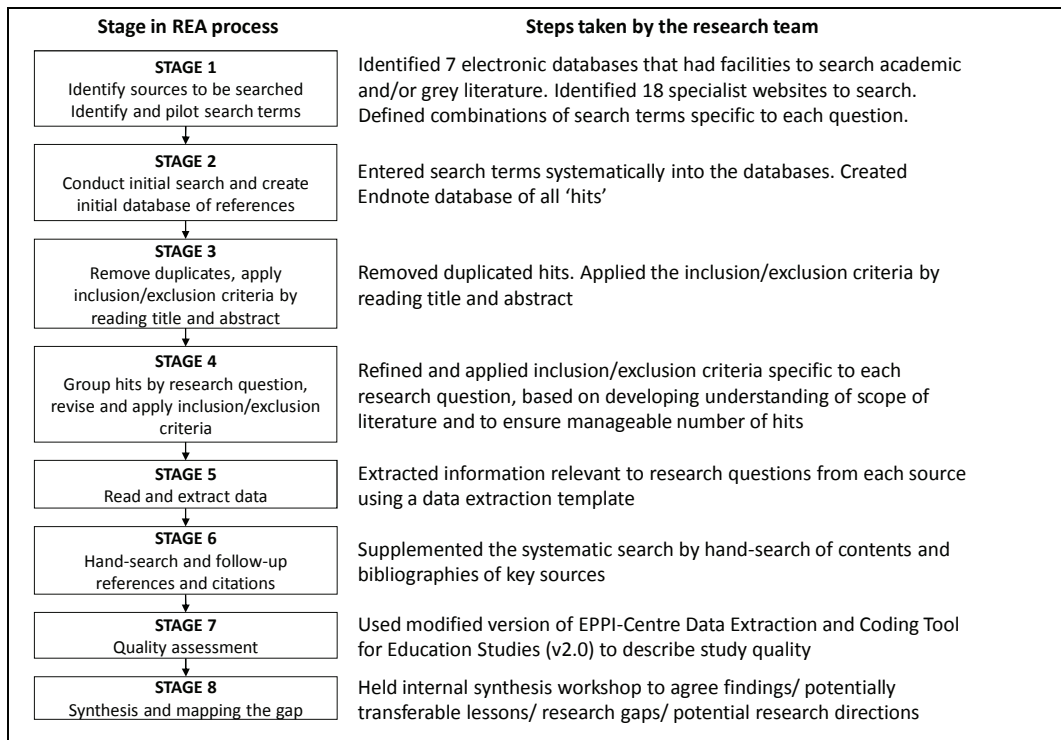 Stage in REA process
Steps taken by the research team
STAGE 1
Identify sources to be searched
Identify and pilot search terms
Identified 7 electronic databases that had facilities to search academic
and/or grey literature. Identified 18 specialist websites to search.
Defined combinations of search terms specific to each question.
STAGE 2
Conduct initial search and create
initial database of references
Entered search terms systematically into the databases. Created
Endnote database of all ‘hits’
STAGE 3
Remove duplicates, apply
inclusion/exclusion criteria by
reading title and abstract
Removed duplicated hits. Applied the inclusion/exclusion criteria by
reading title and abstract
STAGE 4
Group hits by research question,
revise and apply inclusion/exclusion
criteria
Refined and applied inclusion/exclusion criteria specific to each
research question, based on developing understanding of scope of
literature and to ensure manageable number of hits
STAGE 5
Read and extract data
Extracted information relevant to research questions from each source
using a data extraction template
STAGE 6
Hand-search and follow-up
references and citations
Supplemented the systematic search by hand-search of contents and
bibliographies of key sources
STAGE 7
Quality assessment
Used modified version of EPPI-Centre Data Extraction and Coding Tool
for Education Studies (v2.0) to describe study quality
STAGE 8
Synthesis and mapping the gap
Held internal synthesis workshop to agree findings/ potentially
transferable lessons/ research gaps/ potential research directions